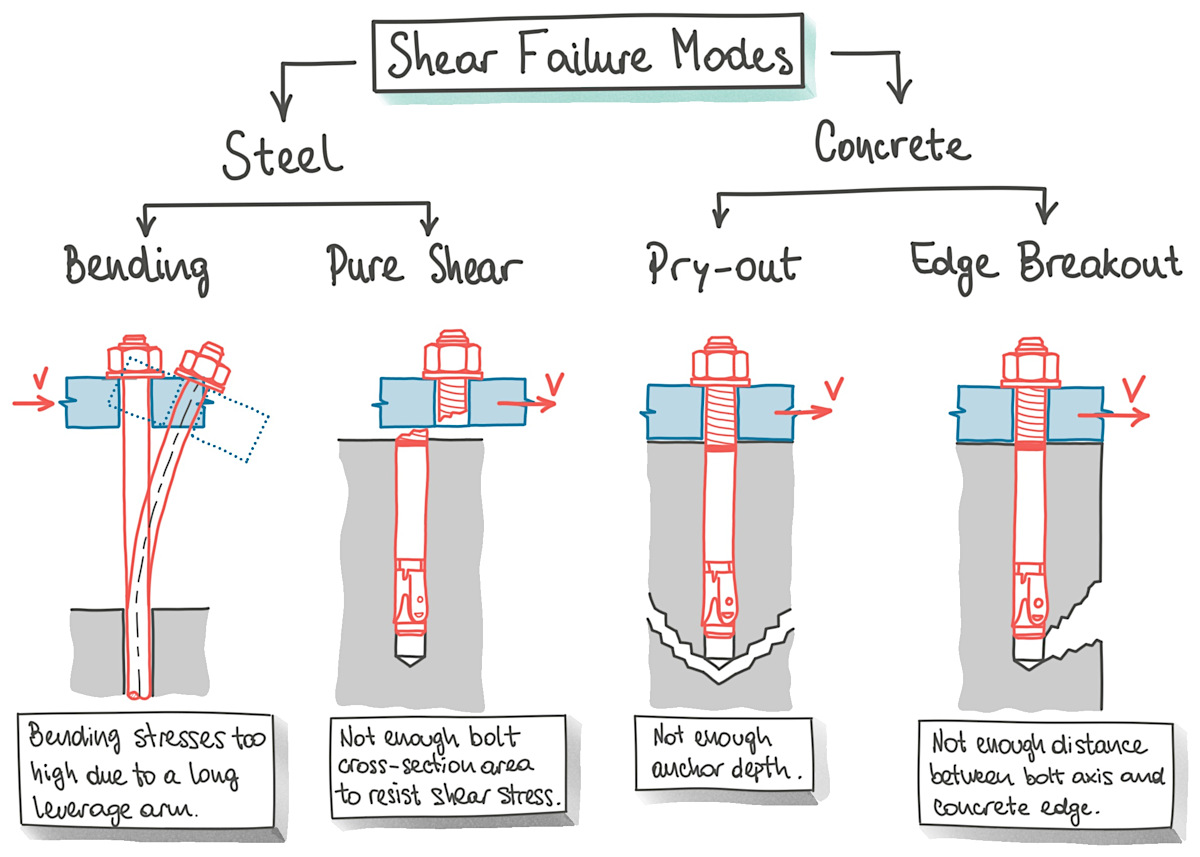 Shear Failure Modes
Steel
Concrete
Bending
Pure Shear
Pry-out
Edge Breakout
V
V
V
V
Bending stresses too
high due to a long
leverage arm.
Not enough bolt
cross-section area
to resist shear stress.
Not enough
anchor depth.
Not enough distance
between bolt axis and
concrete edge.